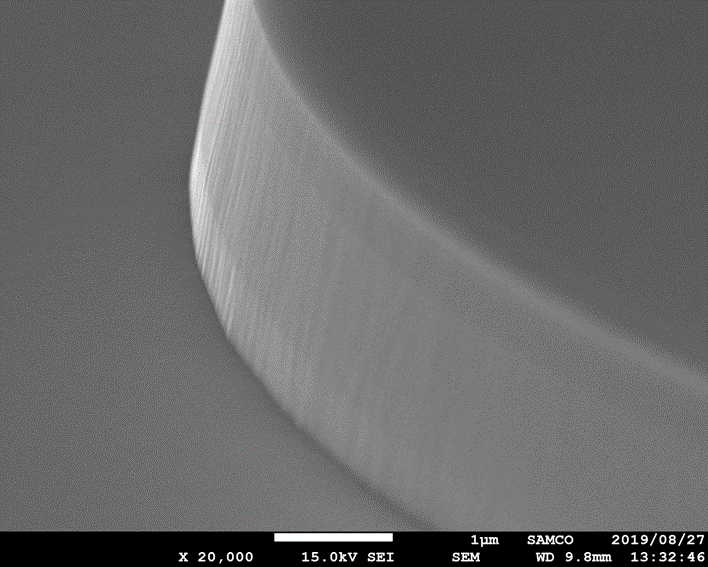 1μm SAMCO 2019/08/27
X 20,000 15.0kV SEI SEM WD 9.8mm 13:32:46